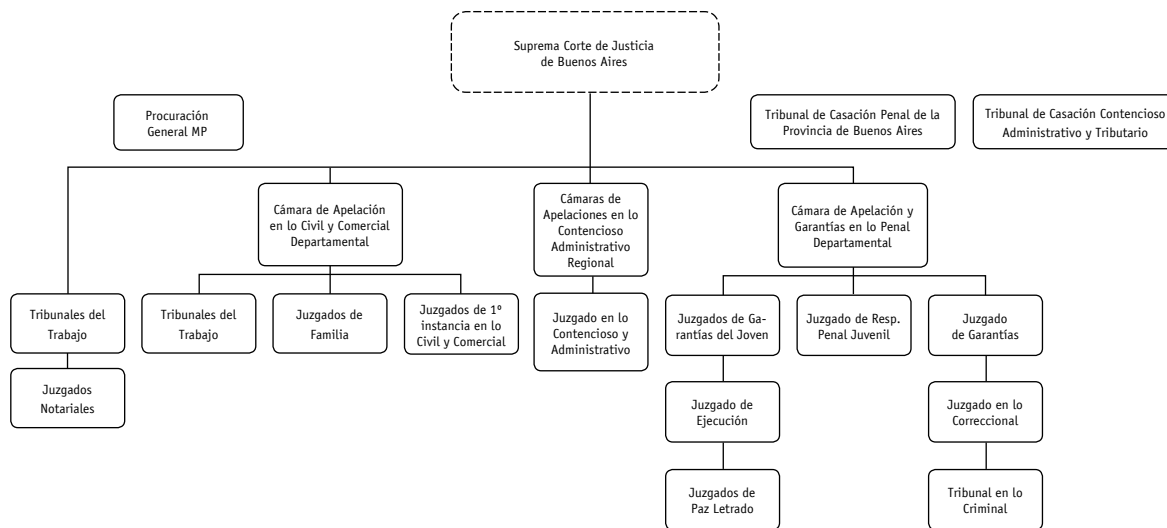 Suprema Corte de Justicia
de Buenos Aires
Procuración
General MP
Tribunal de Casación Penal de la
Provincia de Buenos Aires
Tribunal de Casación Contencioso
Administrativo y Tributario
Cámara de Apelación
en lo Civil y Comercial
Departamental
Cámaras de
Apelaciones en lo
Contencioso
Administrativo
Regional
Cámara de Apelación y
Garantías en lo Penal
Departamental
Tribunales del
Trabajo
Tribunales del
Trabajo
Juzgados de
Familia
Juzgados de 1º
instancia en lo
Civil y Comercial
Juzgado en lo
Contencioso y
Administrativo
Juzgados de Ga-
rantías del Joven
Juzgado de Resp.
Penal Juvenil
Juzgado
de Garantías
Juzgados
Notariales
Juzgado de
Ejecución
Juzgado en lo
Correccional
Juzgados de
Paz Letrado
Tribunal en lo
Criminal